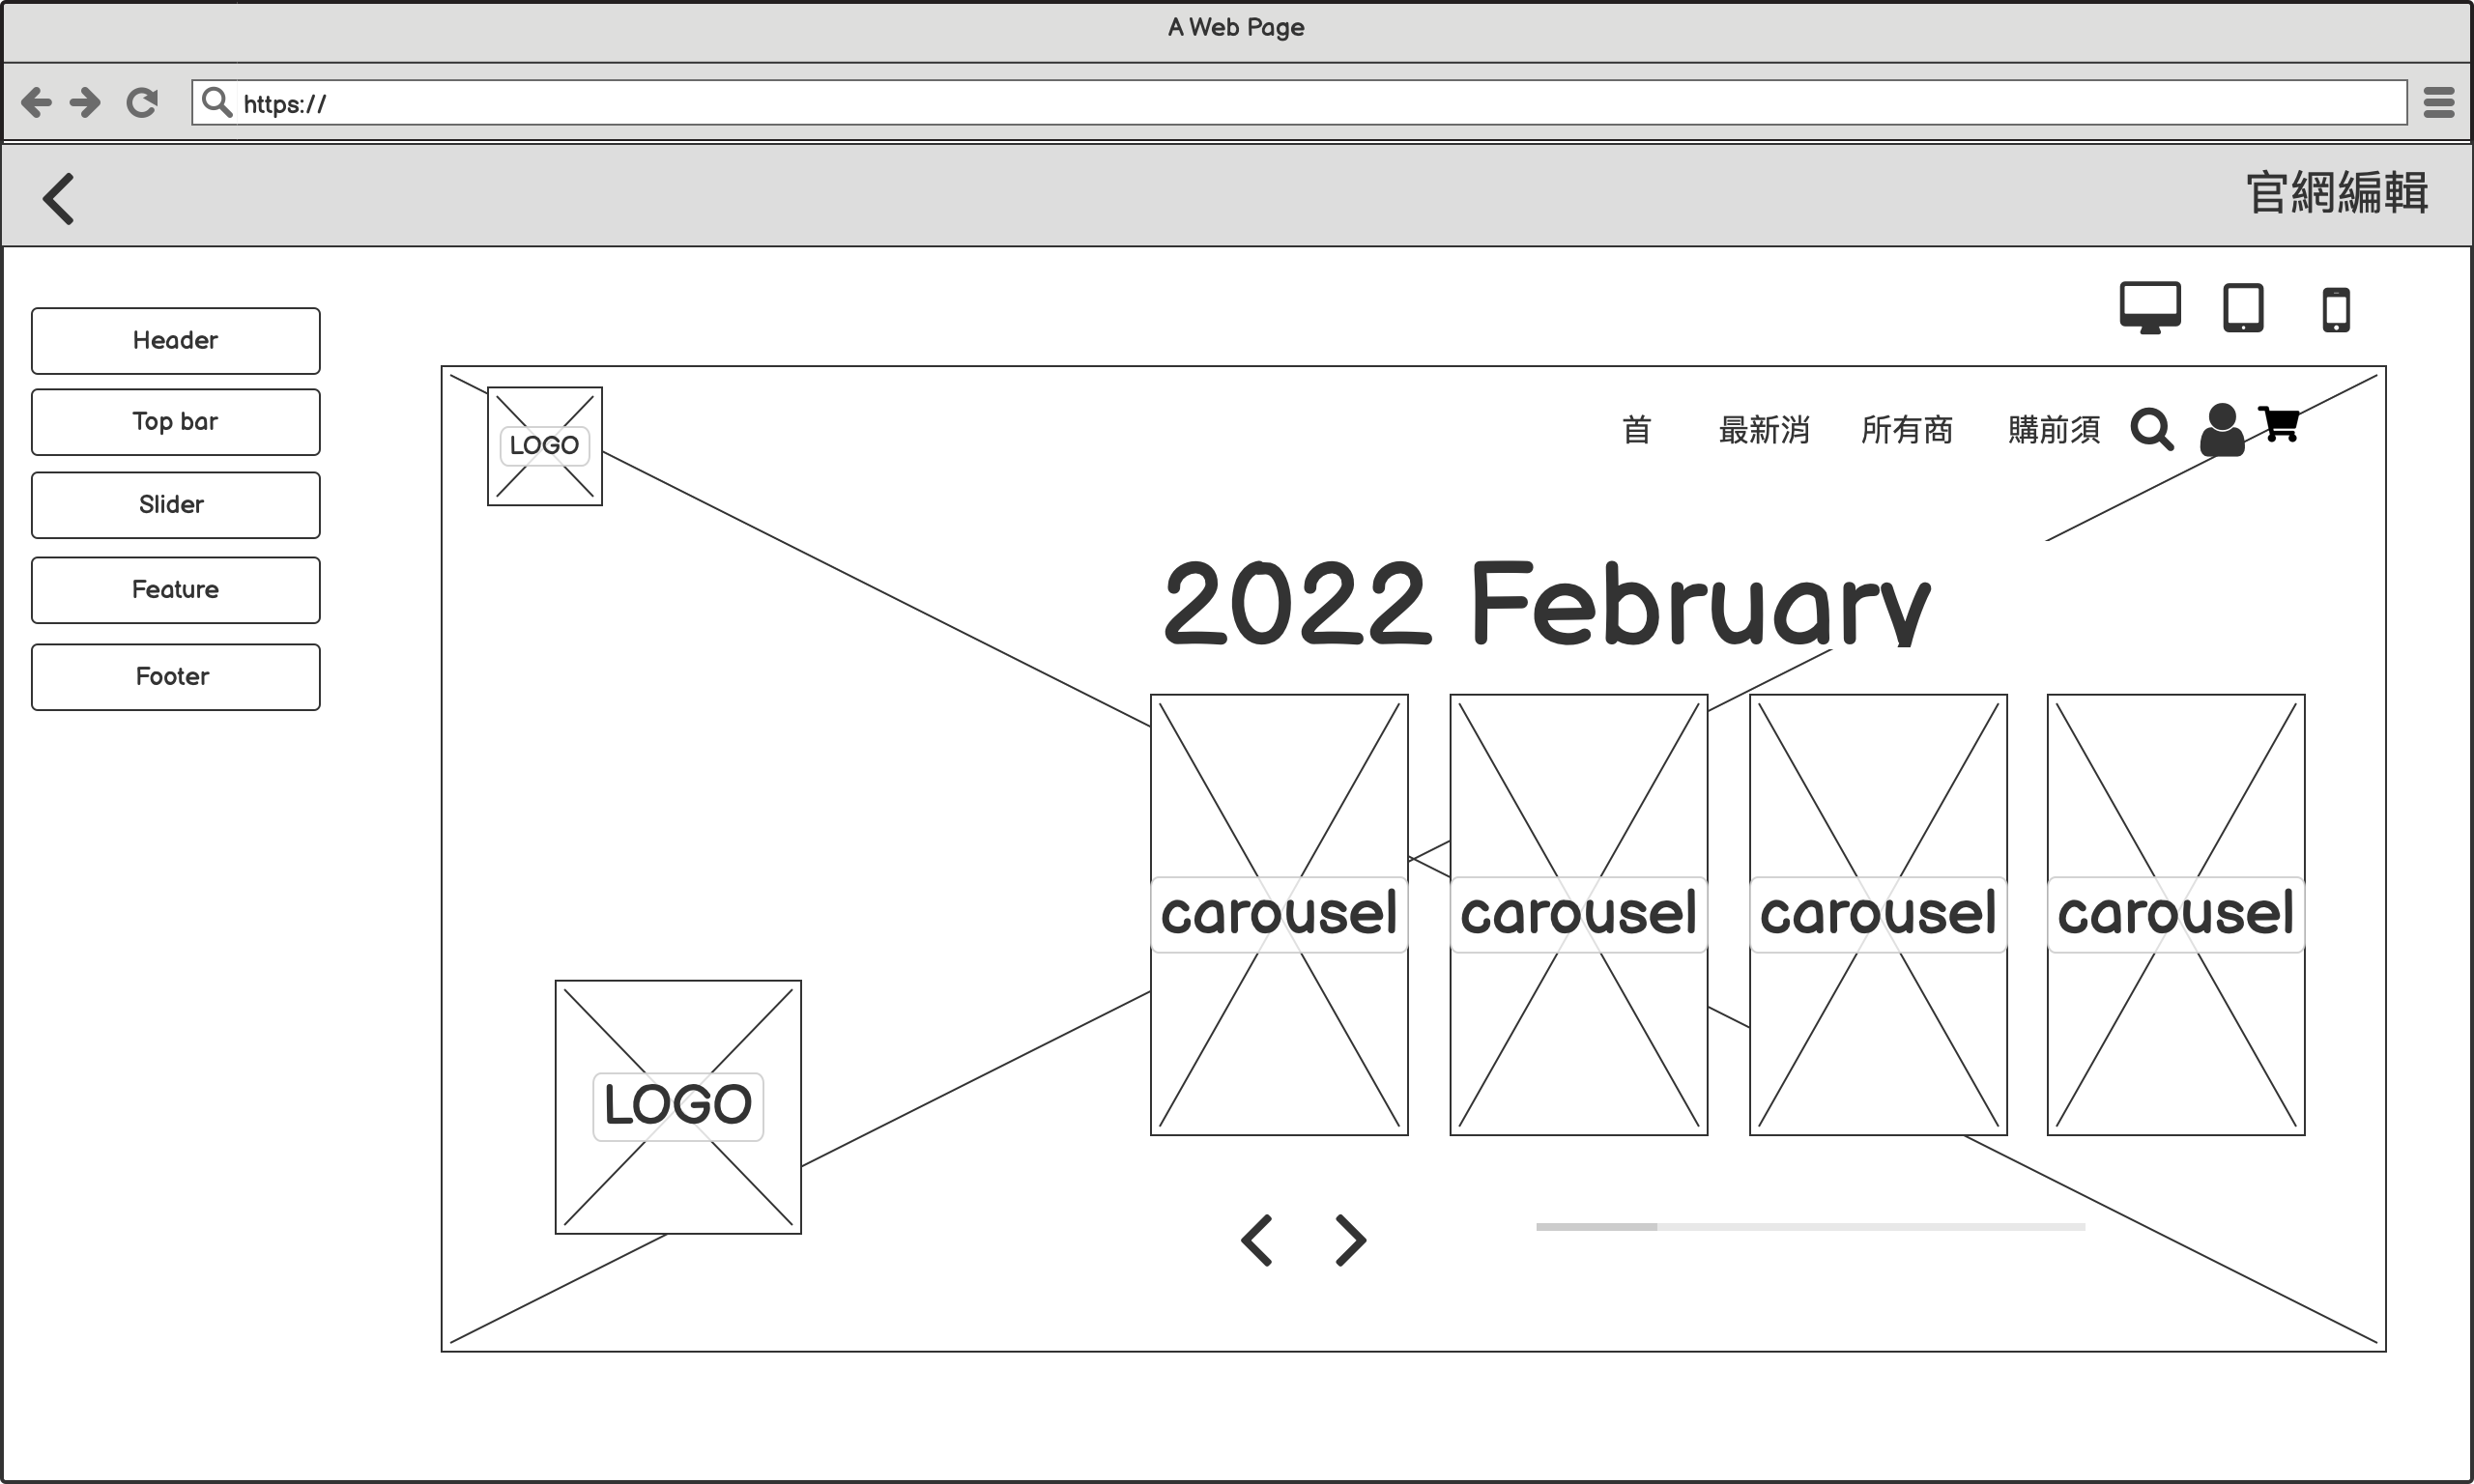 A Web Page
https://
官網編輯
Header
Top bar
Slider
Feature
Footer
LOGO
首 最新消 所有商 購前須
2022 February
carousel carousel carousel carousel
LOGO